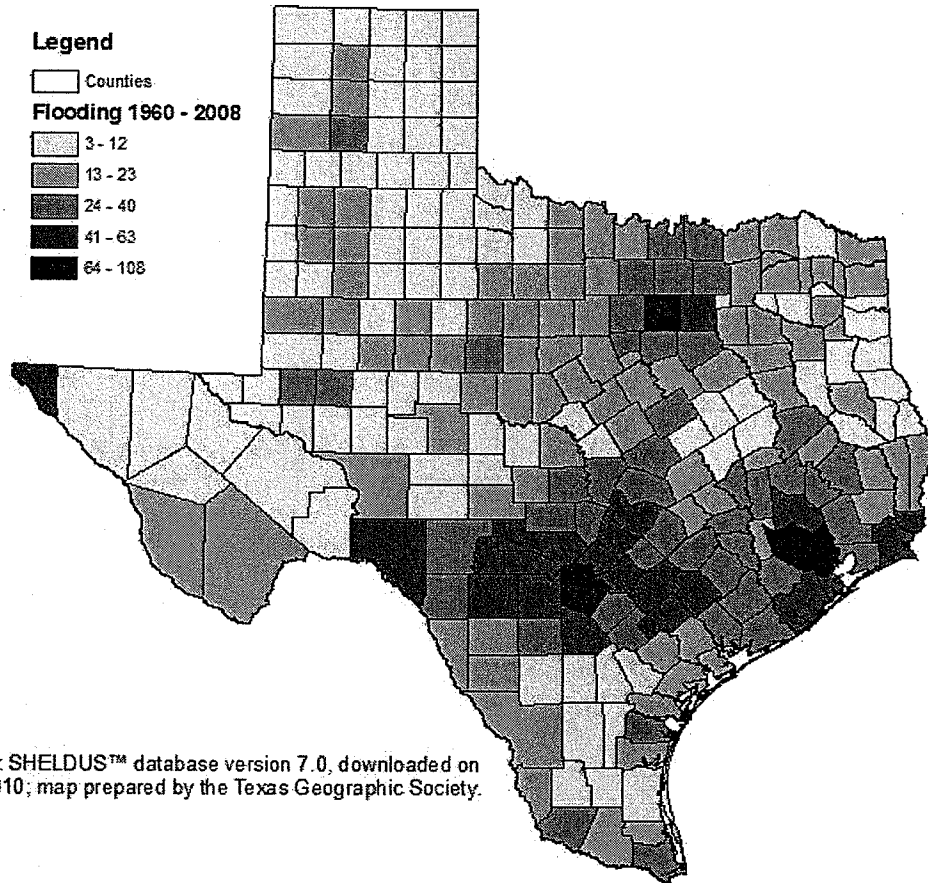 Legend
Counties
Flooding 1960 - 2008
3 - 12
13 - 23
24 - 40
41 - 63
64 - 108
: SHELDUS™ database version 7.0, downloaded on
10; map prepared by the Texas Geographic Society.